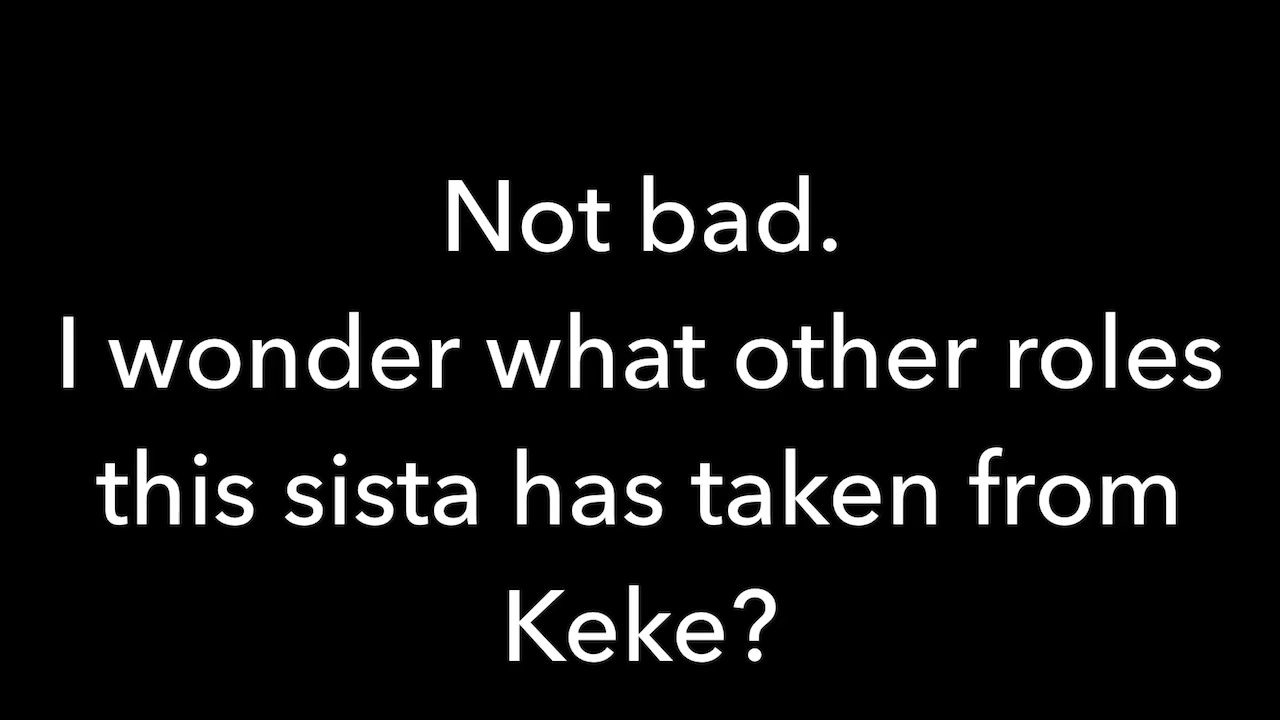 Not bad.
I wonder what other roles
this sista has taken from
Keke?